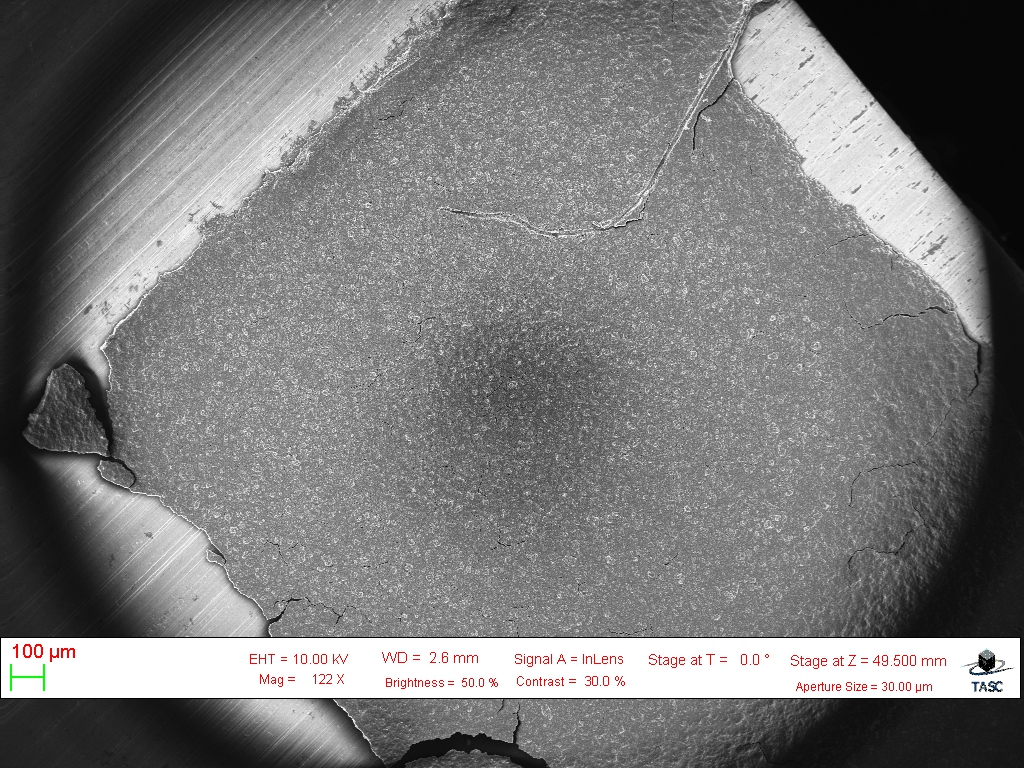 100 µm
EHT = 10.00 kV WD = 2.6 mm Signal A = InLens Stage at T = 0.0 ° Stage at Z = 49.500 mm
Mag = 122 X Brightness = 50.0 % Contrast = 30.0 % Aperture Size = 30.00 µm
TASC